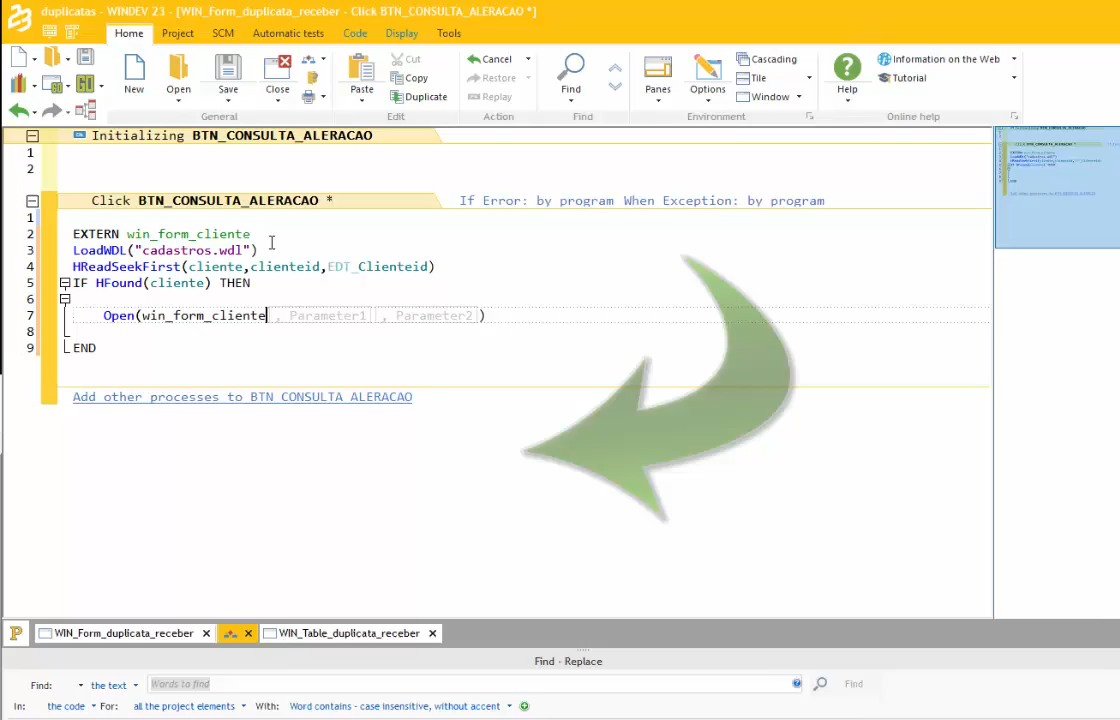 duplicatas - WINDEV 23 - [WIN_Form_duplicata_receber - Click BTN_CONSULTA_ALERACAO *]
23
Home Project SCM Automatic tests Code Display Tools
New Open Save Close
Paste Cut Copy Duplicate
Cancel Restore Replay
Find
Panes Options Cascading Tile Window
Help Information on the Web Tutorial
General Edit Action Find Environment Online help
Initializing BTN_CONSULTA_ALERACAO
1
2
Click BTN_CONSULTA_ALERACAO * If Error: by program When Exception: by program
1
2 EXTERN win_form_cliente
3 LoadWDL("cadastros.wdl")
4 HReadSeekFirst(cliente,clienteid,EDT_Clienteid)
5 IF HFound(cliente) THEN
6
7 Open(win_form_cliente , Parameter1 , Parameter2 )
8
9 END
Add other processes to BTN_CONSULTA_ALERACAO
P WIN_Form_duplicata_receber WIN_Table_duplicata_receber
Find - Replace
Find: the text Words to find Find
In: the code For: all the project elements With: Word contains - case insensitive, without accent